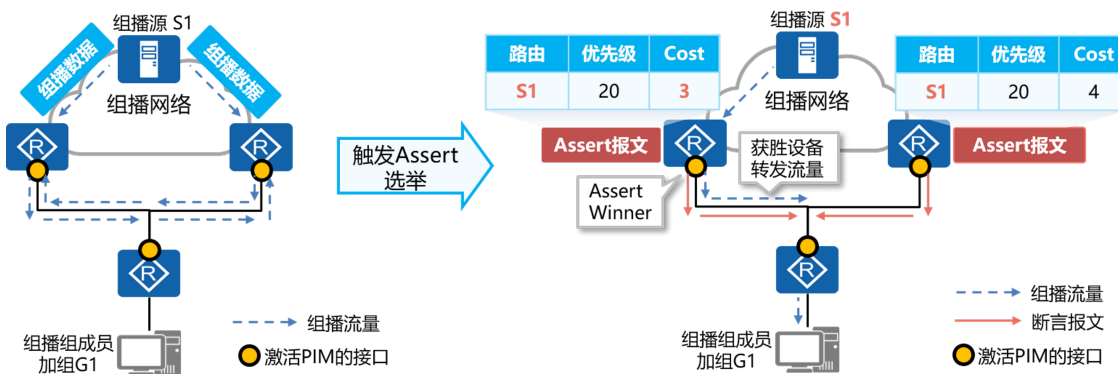 组播源 S1
组播数据
组播数据
组播网络
R
R
R
组播组成员
加组G1
组播流量
激活PIM的接口
触发Assert
选举
组播源 S1
路由 优先级 Cost
S1 20 3
路由 优先级 Cost
S1 20 4
组播网络
Assert报文
R
R
Assert报文
获胜设备
转发流量
Assert
Winner
R
组播组成员
加组G1
组播流量
断言报文
激活PIM的接口